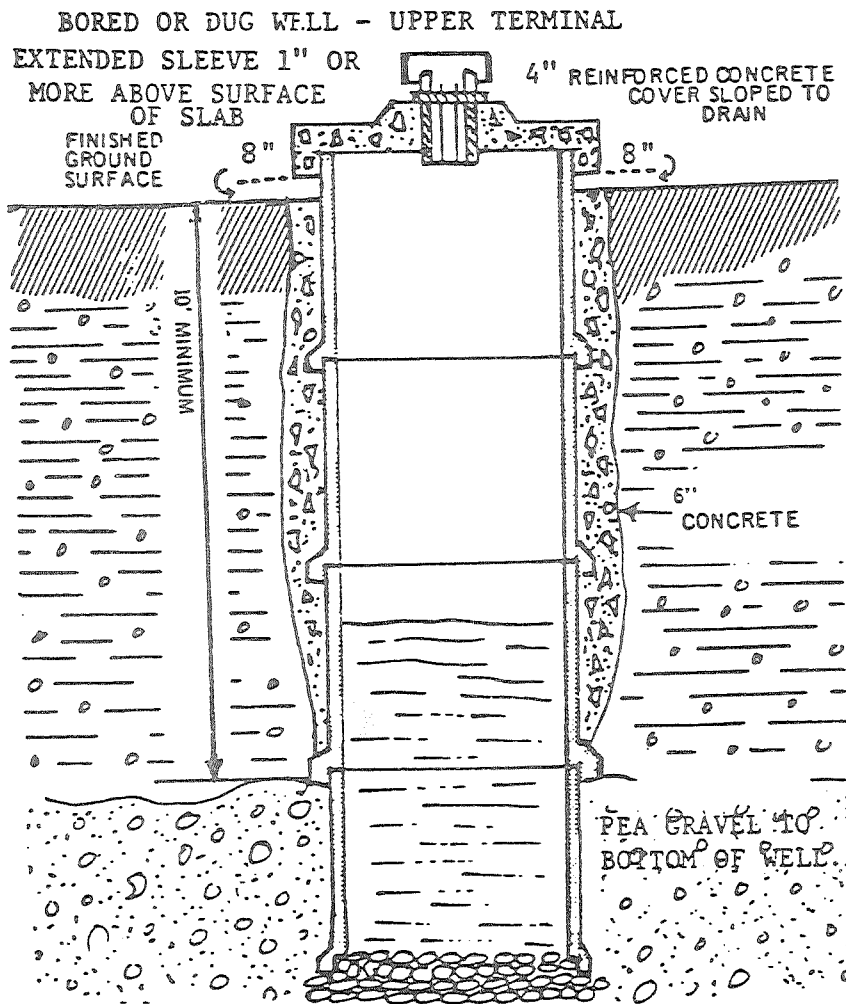 BORED OR DUG WELL - UPPER TERMINAL
EXTENDED SLEEVE 1" OR
MORE ABOVE SURFACE
OF SLAB
4" REINFORCED CONCRETE
COVER SLOPED TO
DRAIN
FINISHED
GROUND
SURFACE
8"
8"
10' MINIMUM
6"
CONCRETE
PEA GRAVEL TO
BOTTOM OF WELL